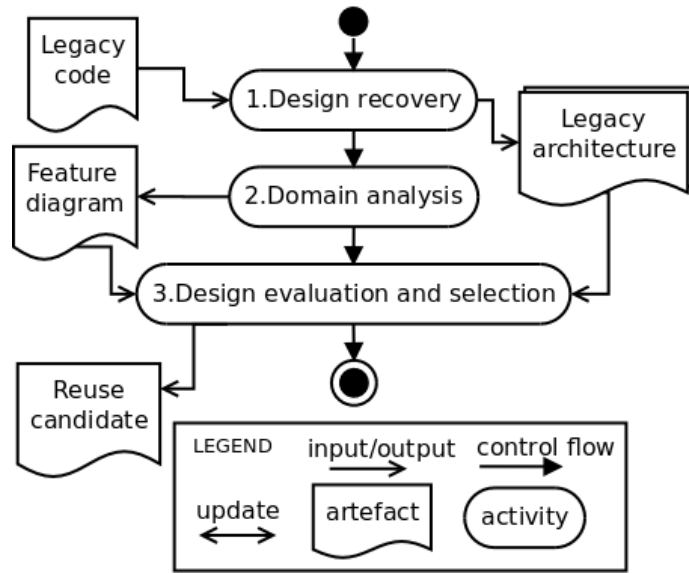 Legacy
code
1.Design recovery
Legacy
architecture
Feature
diagram
2.Domain analysis
3.Design evaluation and selection
Reuse
candidate
LEGEND
input/output
control flow
update
artefact
activity